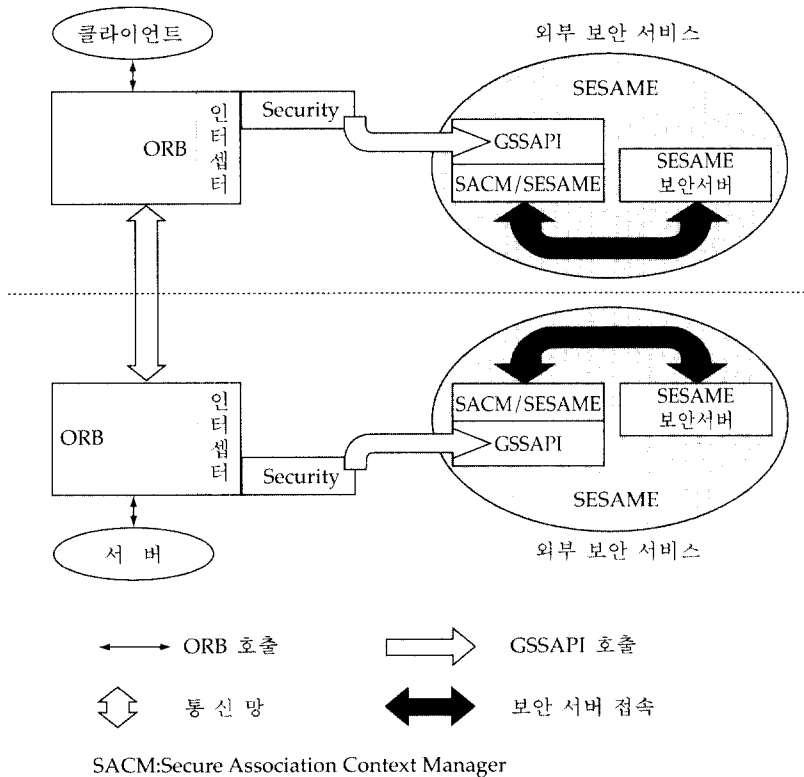 클라이언트
외부 보안 서비스
SESAME
Security
인터셉터
ORB
GSSAPI
SACM/SESAME
SESAME
보안서버
ORB
인터셉터
Security
SACM/SESAME
GSSAPI
SESAME
보안서버
SESAME
서 버
외부 보안 서비스
ORB 호출
GSSAPI 호출
통 신 망
보안 서버 접속
SACM:Secure Association Context Manager